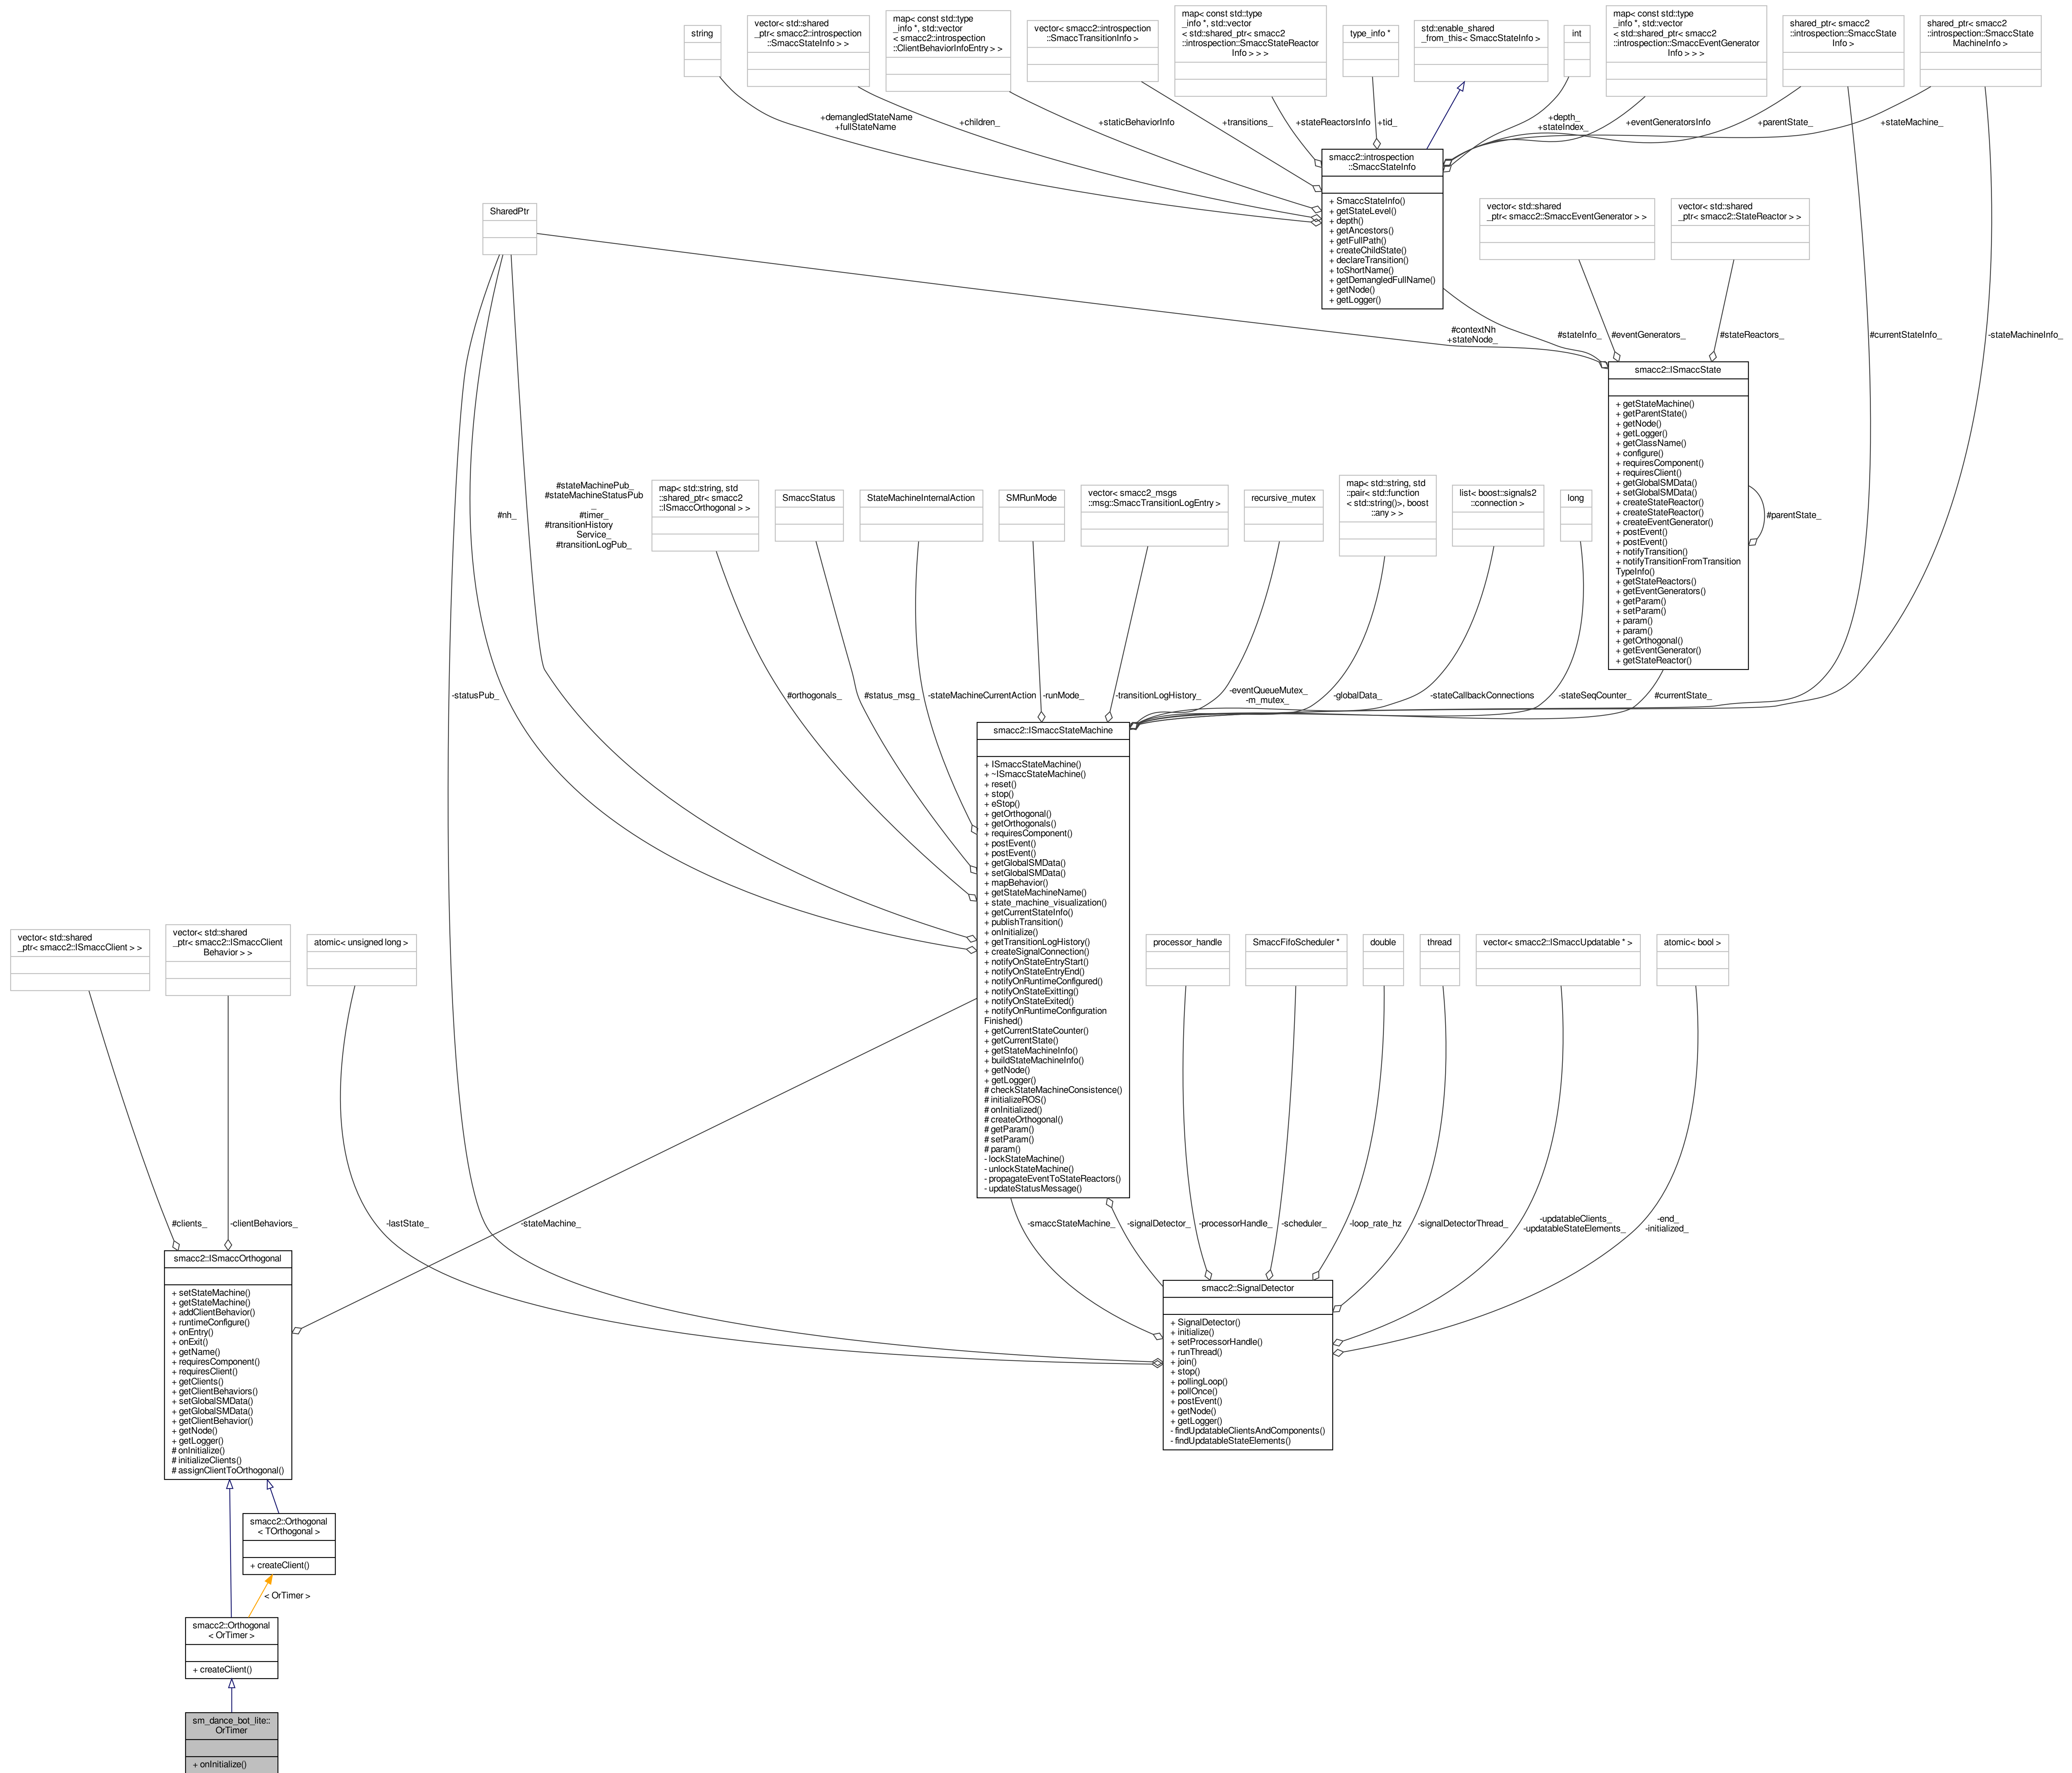 string
vector< std::shared
_ptr< smacc2::introspection
::SmaccStateInfo > >
map< const std::type
_info *, std::vector
< smacc2::introspection
::ClientBehaviorInfoEntry > >
vector< smacc2::introspection
::SmaccTransitionInfo >
map< const std::type
_info *, std::vector
< std::shared_ptr< smacc2
::introspection::SmaccStateReactor
Info > > >
type_info *
std::enable_shared
_from_this< SmaccStateInfo >
int
map< const std::type
_info *, std::vector
< std::shared_ptr< smacc2
::introspection::SmaccEventGenerator
Info > > >
shared_ptr< smacc2
::introspection::SmaccState
Info >
shared_ptr< smacc2
::introspection::SmaccState
MachineInfo >
+demangledStateName
+fullStateName
+children_
+staticBehaviorInfo
+transitions_
+stateReactorsInfo
+tid_
+depth_
+stateIndex_
+eventGeneratorsInfo
+parentState_
+stateMachine_
smacc2::introspection
::SmaccStateInfo
+ SmaccStateInfo()
+ getStateLevel()
+ depth()
+ getAncestors()
+ getFullPath()
+ createChildState()
+ declareTransition()
+ toShortName()
+ getDemangledFullName()
+ getNode()
+ getLogger()
SharedPtr
vector< std::shared
_ptr< smacc2::SmaccEventGenerator > >
vector< std::shared
_ptr< smacc2::StateReactor > >
#contextNh
+stateNode_
#stateInfo_
#eventGenerators_
#stateReactors_
#currentStateInfo_
-stateMachineInfo_
smacc2::ISmaccState
+ getStateMachine()
+ getParentState()
+ getNode()
+ getLogger()
+ getClassName()
+ configure()
+ requiresComponent()
+ requiresClient()
+ getGlobalSMData()
+ setGlobalSMData()
+ createStateReactor()
+ createStateReactor()
+ createEventGenerator()
+ postEvent()
+ postEvent()
+ notifyTransition()
+ notifyTransitionFromTransition
TypeInfo()
+ getStateReactors()
+ getEventGenerators()
+ getParam()
+ setParam()
+ param()
+ param()
+ getOrthogonal()
+ getEventGenerator()
+ getStateReactor()
#parentState_
#nh_
#stateMachinePub_
#stateMachineStatusPub
_
#timer_
#transitionHistory
Service_
#transitionLogPub_
map< std::string, std
::shared_ptr< smacc2
::ISmaccOrthogonal > >
SmaccStatus
StateMachineInternalAction
SMRunMode
vector< smacc2_msgs
::msg::SmaccTransitionLogEntry >
recursive_mutex
map< std::string, std
::pair< std::function
< std::string()>, boost
::any > >
list< boost::signals2
::connection >
long
-statusPub_
#orthogonals_
#status_msg_
-stateMachineCurrentAction
-runMode_
-transitionLogHistory_
-eventQueueMutex_
-m_mutex_
-globalData_
-stateCallbackConnections
-stateSeqCounter_
#currentState_
smacc2::ISmaccStateMachine
+ ISmaccStateMachine()
+ ~ISmaccStateMachine()
+ reset()
+ stop()
+ eStop()
+ getOrthogonal()
+ getOrthogonals()
+ requiresComponent()
+ postEvent()
+ postEvent()
+ getGlobalSMData()
+ setGlobalSMData()
+ mapBehavior()
+ getStateMachineName()
+ state_machine_visualization()
+ getCurrentStateInfo()
+ publishTransition()
+ onInitialize()
+ getTransitionLogHistory()
+ createSignalConnection()
+ notifyOnStateEntryStart()
+ notifyOnStateEntryEnd()
+ notifyOnRuntimeConfigured()
+ notifyOnStateExitting()
+ notifyOnStateExited()
+ notifyOnRuntimeConfiguration
Finished()
+ getCurrentStateCounter()
+ getCurrentState()
+ getStateMachineInfo()
+ buildStateMachineInfo()
+ getNode()
+ getLogger()
# checkStateMachineConsistence()
# initializeROS()
# onInitialized()
# createOrthogonal()
# getParam()
# setParam()
# param()
- lockStateMachine()
- unlockStateMachine()
- propagateEventToStateReactors()
- updateStatusMessage()
vector< std::shared
_ptr< smacc2::ISmaccClient > >
vector< std::shared
_ptr< smacc2::ISmaccClient
Behavior > >
atomic< unsigned long >
processor_handle
SmaccFifoScheduler *
double
thread
vector< smacc2::ISmaccUpdatable * >
atomic< bool >
#clients_
-clientBehaviors_
-lastState_
-stateMachine_
-smaccStateMachine_
-signalDetector_
-processorHandle_
-scheduler_
-loop_rate_hz
-signalDetectorThread_
-updatableClients_
-updatableStateElements_
-end_
-initialized_
smacc2::ISmaccOrthogonal
+ setStateMachine()
+ getStateMachine()
+ addClientBehavior()
+ runtimeConfigure()
+ onEntry()
+ onExit()
+ getName()
+ requiresComponent()
+ requiresClient()
+ getClients()
+ getClientBehaviors()
+ setGlobalSMData()
+ getGlobalSMData()
+ getClientBehavior()
+ getNode()
+ getLogger()
# onInitialize()
# initializeClients()
# assignClientToOrthogonal()
smacc2::SignalDetector
+ SignalDetector()
+ initialize()
+ setProcessorHandle()
+ runThread()
+ join()
+ stop()
+ pollingLoop()
+ pollOnce()
+ postEvent()
+ getNode()
+ getLogger()
- findUpdatableClientsAndComponents()
- findUpdatableStateElements()
smacc2::Orthogonal
< TOrthogonal >
+ createClient()
< OrTimer >
smacc2::Orthogonal
< OrTimer >
+ createClient()
sm_dance_bot_lite::
OrTimer
+ onInitialize()